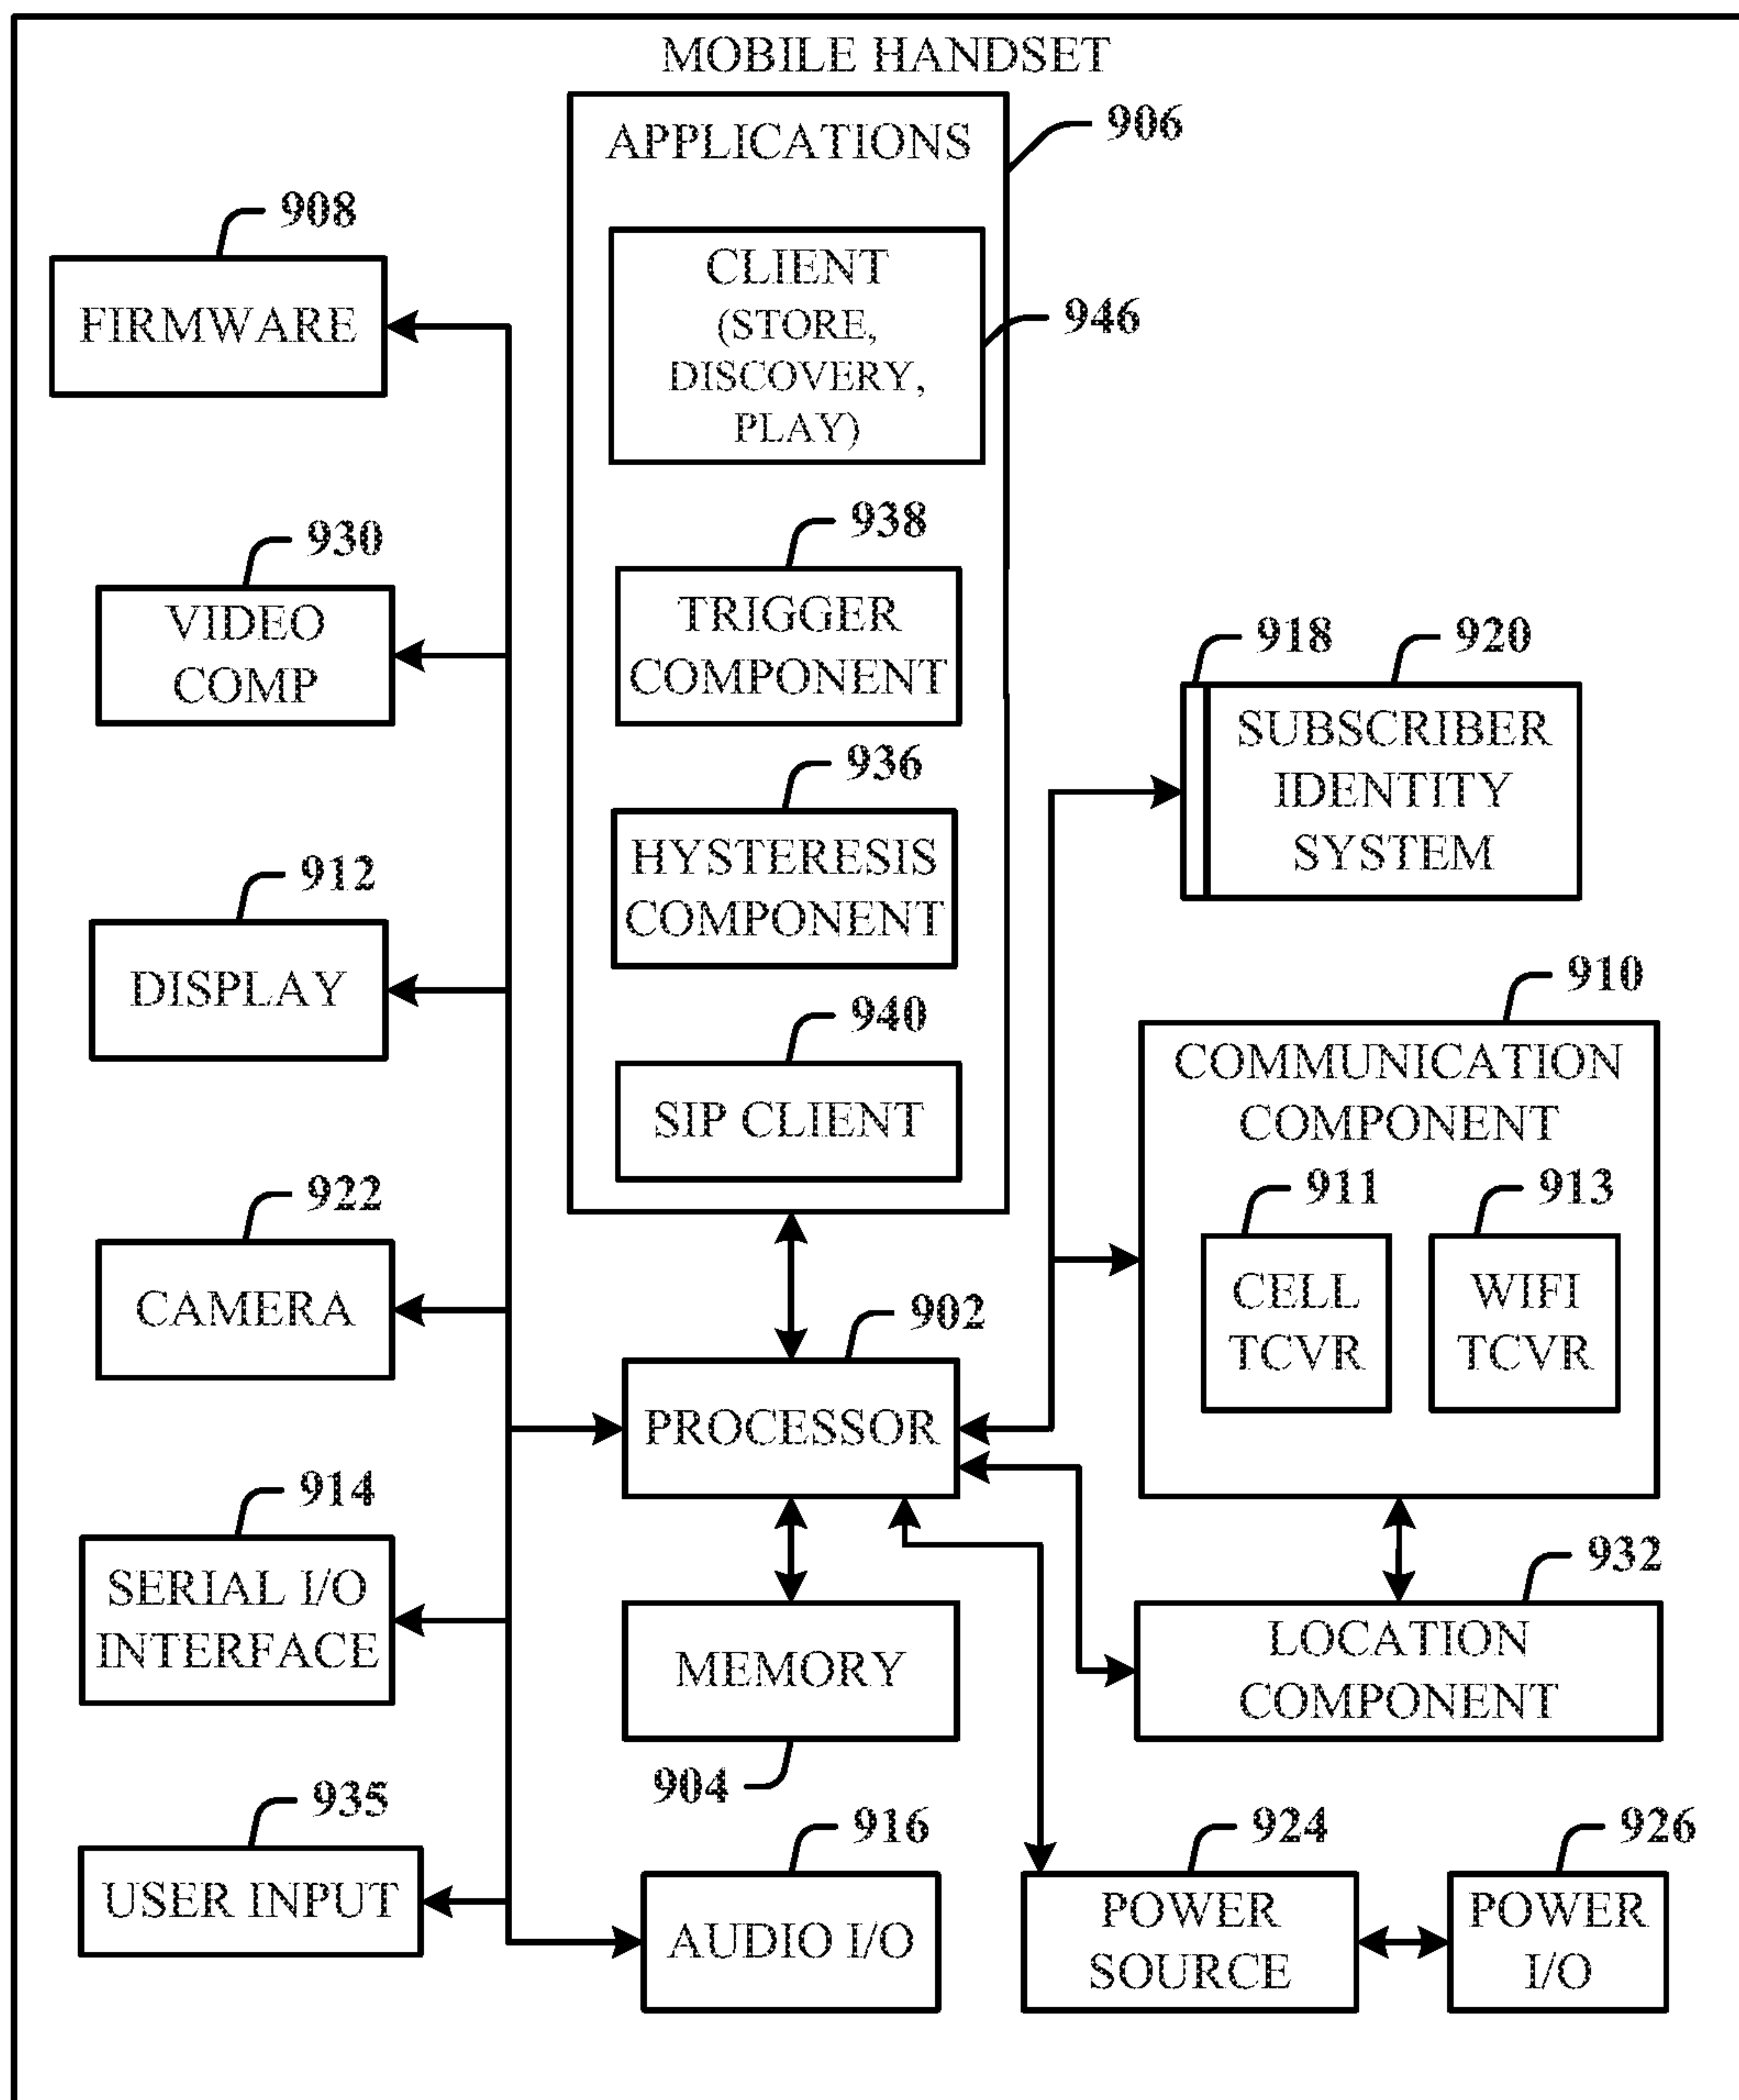 MOBILE HANDSET
APPLICATIONS
906
CLIENT
(STORE,
DISCOVERY,
PLAY)
946
938
TRIGGER
COMPONENT
936
HYSTERESIS
COMPONENT
940
SIP CLIENT
908
FIRMWARE
930
VIDEO
COMP
912
DISPLAY
922
CAMERA
914
SERIAL I/O
INTERFACE
935
USER INPUT
902
PROCESSOR
MEMORY
904
916
AUDIO I/O
918
920
SUBSCRIBER
IDENTITY
SYSTEM
910
COMMUNICATION
COMPONENT
911
CELL
TCVR
913
WIFI
TCVR
932
LOCATION
COMPONENT
924
POWER
SOURCE
926
POWER
I/O